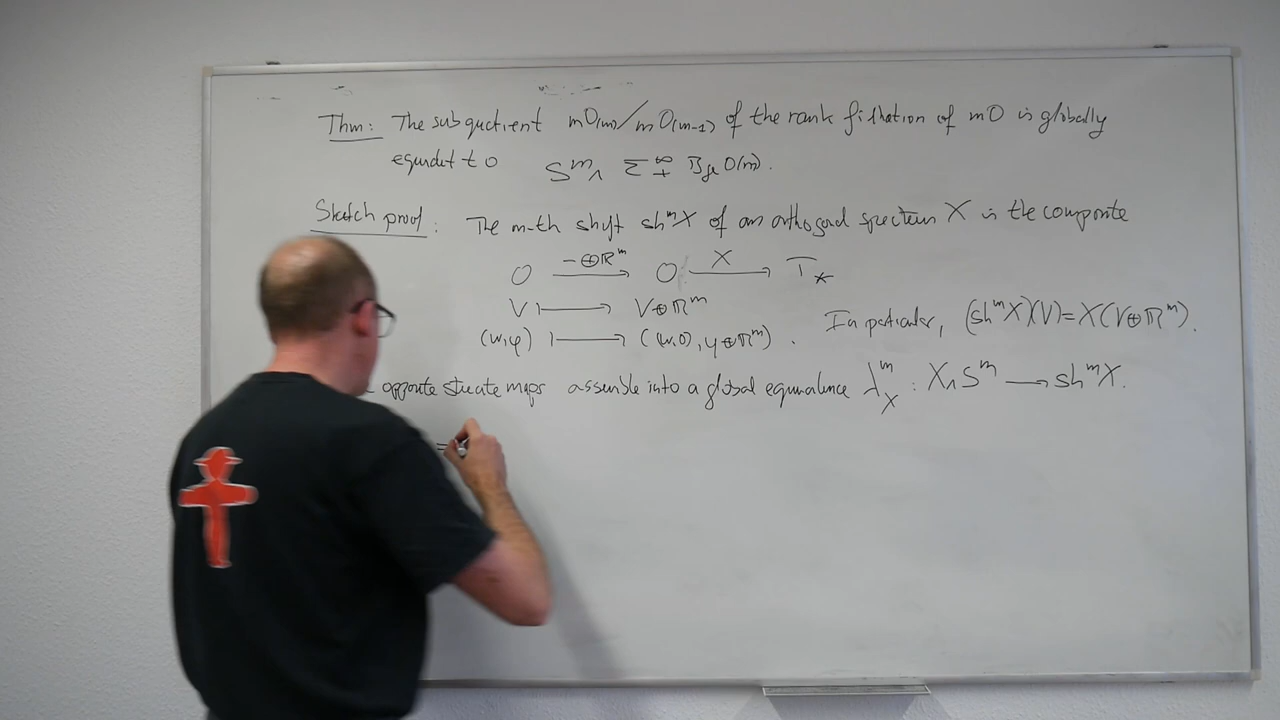 Thm: The subquotient mO(m)/mO(m-1) of the rank filtration of mO is globally
equivalent to S^m ∧ Σ^∞_+ B_gl O(m).
Sketch proof: The m-th shift sh^m X of an orthogonal spectrum X is the composite
O —-⊕ℝ^m→ O —X→ T_*
V ⟼ V⊕ℝ^m
(w,φ) ⟼ ((w,0), φ⊕ℝ^m). In particular, (sh^m X)(V) = X(V⊕ℝ^m).
opposite structure maps assemble into a global equivalence λ^m_X : X∧S^m → sh^m X.